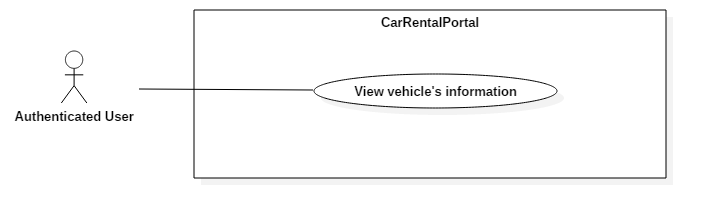 CarRentalPortal
View vehicle's information
Authenticated User